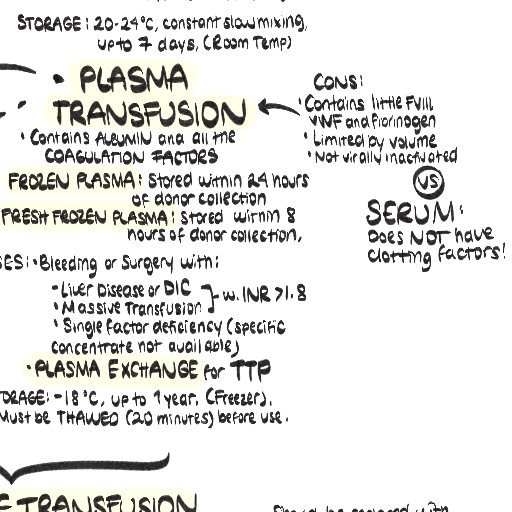 STORAGE: 20-24°C, constant slow mixing,
up to 7 days, (Room Temp)
• PLASMA
TRANSFUSION
• Contains ALBUMIN and all the
COAGULATION FACTORS
CONS:
• Contains little FVIII
VWF and fibrinogen
• Limited by volume
• Not virally inactivated
VS
SERUM:
Does NOT have
clotting factors!
FROZEN PLASMA: Stored within 24 hours
of donor collection
FRESH FROZEN PLASMA: Stored within 8
hours of donor collection.
SES: • Bleeding or Surgery with:
• Liver Disease or DIC
• Massive Transfusion
w. INR >1.8
• Single factor deficiency (specific
concentrate not available)
• PLASMA EXCHANGE for TTP
ORAGE: -18°C, up to 1 year, (Freezer).
Must be THAWED (20 minutes) before use.
TRANSFUSION